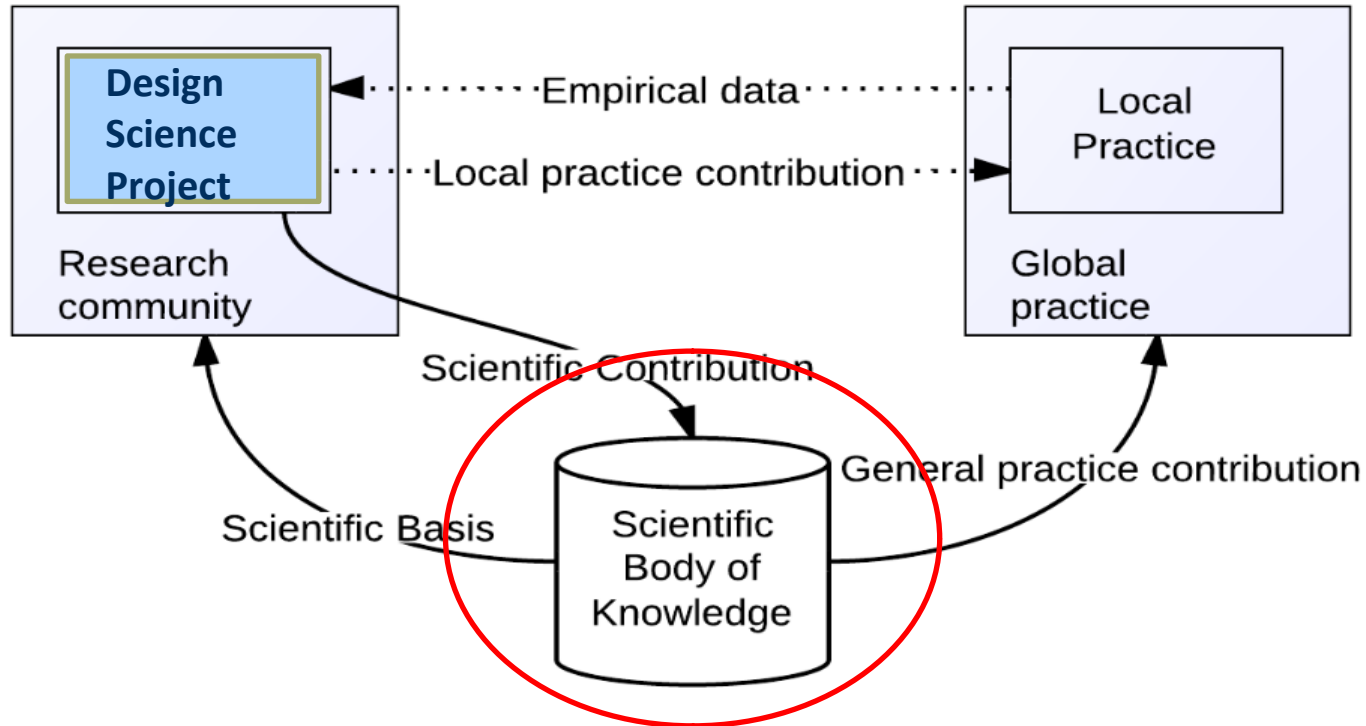 Design
Science
Project
Empirical data
Local
Practice
Local practice contribution
Research
community
Global
practice
Scientific Contribution
General practice contribution
Scientific Basis
Scientific
Body of
Knowledge